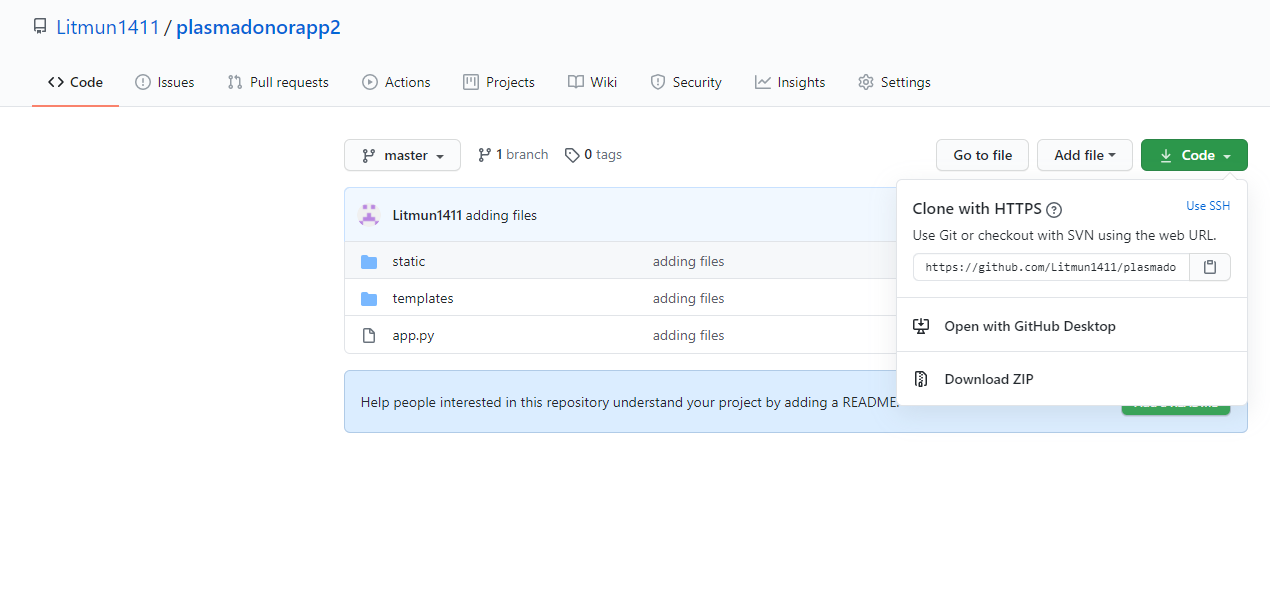 Litmun1411 / plasmadonorapp2
Code Issues Pull requests Actions Projects Wiki Security Insights Settings
master 1 branch 0 tags Go to file Add file Code
Litmun1411 adding files
static adding files
templates adding files
app.py adding files
Help people interested in this repository understand your project by adding a README.
Clone with HTTPS Use SSH
Use Git or checkout with SVN using the web URL.
https://github.com/Litmun1411/plasmado
Open with GitHub Desktop
Download ZIP